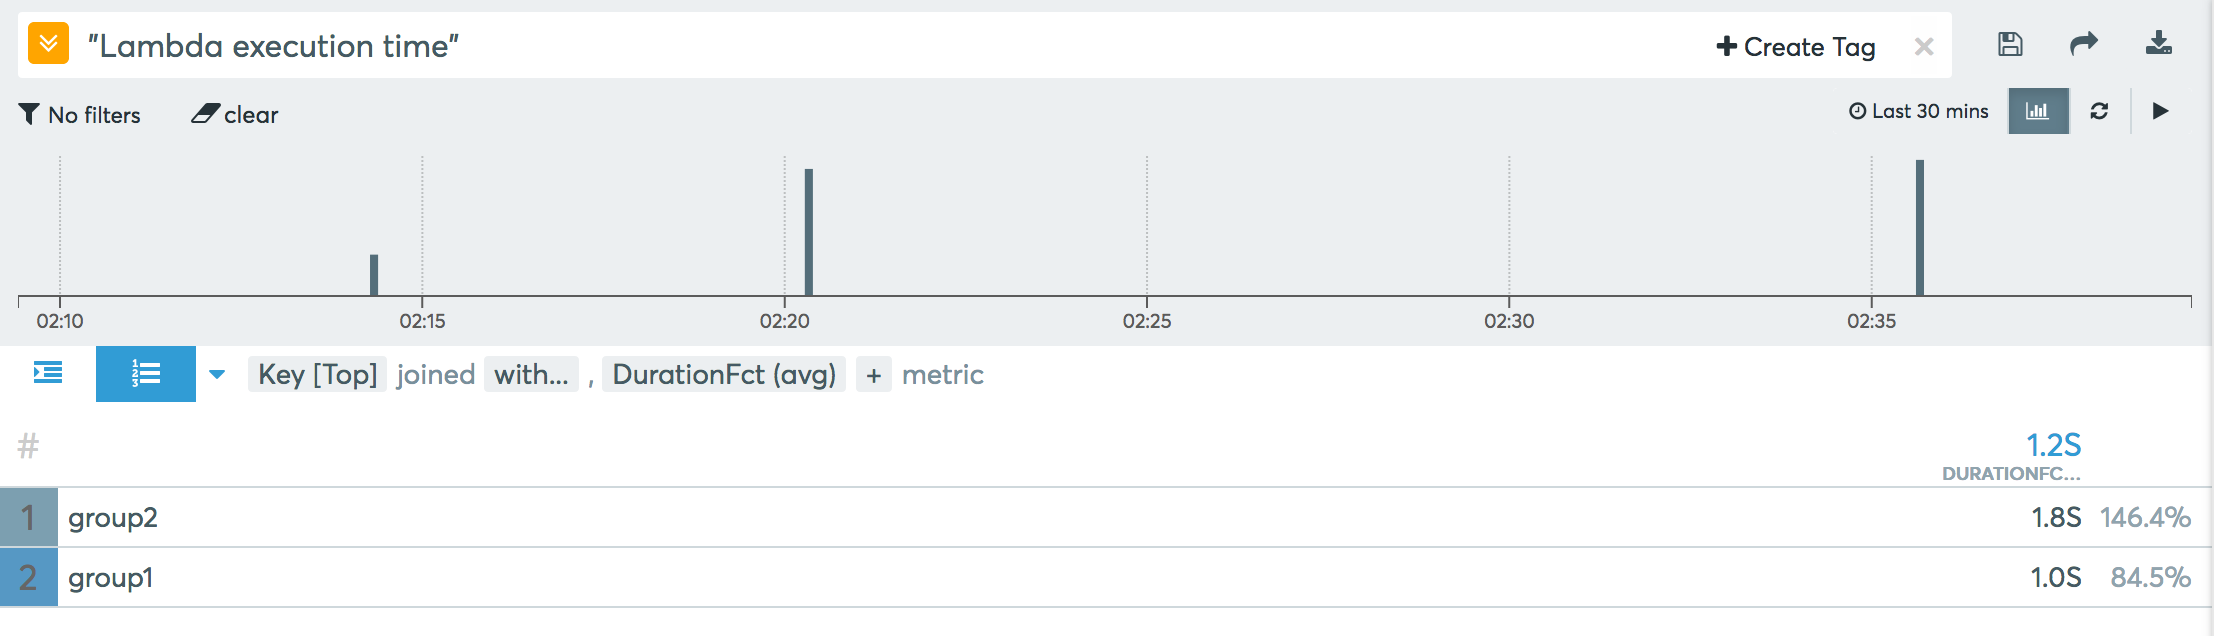 "Lambda execution time" + Create Tag ×
No filters clear Last 30 mins
02:10 02:15 02:20 02:25 02:30 02:35
Key [Top] joined with... , DurationFct (avg) + metric
# 1.2S
DURATIONFC...
1 group2 1.8S 146.4%
2 group1 1.0S 84.5%